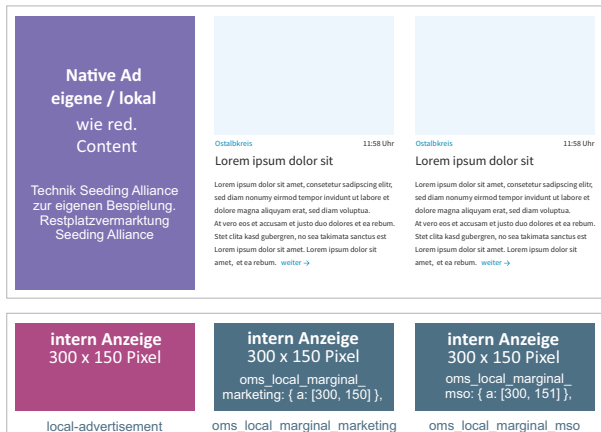 Native Ad
eigene / lokal
wie red.
Content
Technik Seeding Alliance
zur eigenen Bespielung.
Restplatzvermarktung
Seeding Alliance
Ostalbkreis 11:58 Uhr
Lorem ipsum dolor sit
Lorem ipsum dolor sit amet, consetetur sadipscing elitr,
sed diam nonumy eirmod tempor invidunt ut labore et
dolore magna aliquyam erat, sed diam voluptua.
At vero eos et accusam et justo duo dolores et ea rebum.
Stet clita kasd gubergren, no sea takimata sanctus est
Lorem ipsum dolor sit amet. Lorem ipsum dolor sit
amet, et ea rebum. weiter →
Ostalbkreis 11:58 Uhr
Lorem ipsum dolor sit
Lorem ipsum dolor sit amet, consetetur sadipscing elitr,
sed diam nonumy eirmod tempor invidunt ut labore et
dolore magna aliquyam erat, sed diam voluptua.
At vero eos et accusam et justo duo dolores et ea rebum.
Stet clita kasd gubergren, no sea takimata sanctus est
Lorem ipsum dolor sit amet. Lorem ipsum dolor sit
amet, et ea rebum. weiter →
intern Anzeige
300 x 150 Pixel
local-advertisement
intern Anzeige
300 x 150 Pixel
oms_local_marginal_
marketing: { a: [300, 150] },
oms_local_marginal_marketing
intern Anzeige
300 x 150 Pixel
oms_local_marginal_
mso: { a: [300, 151] },
oms_local_marginal_mso